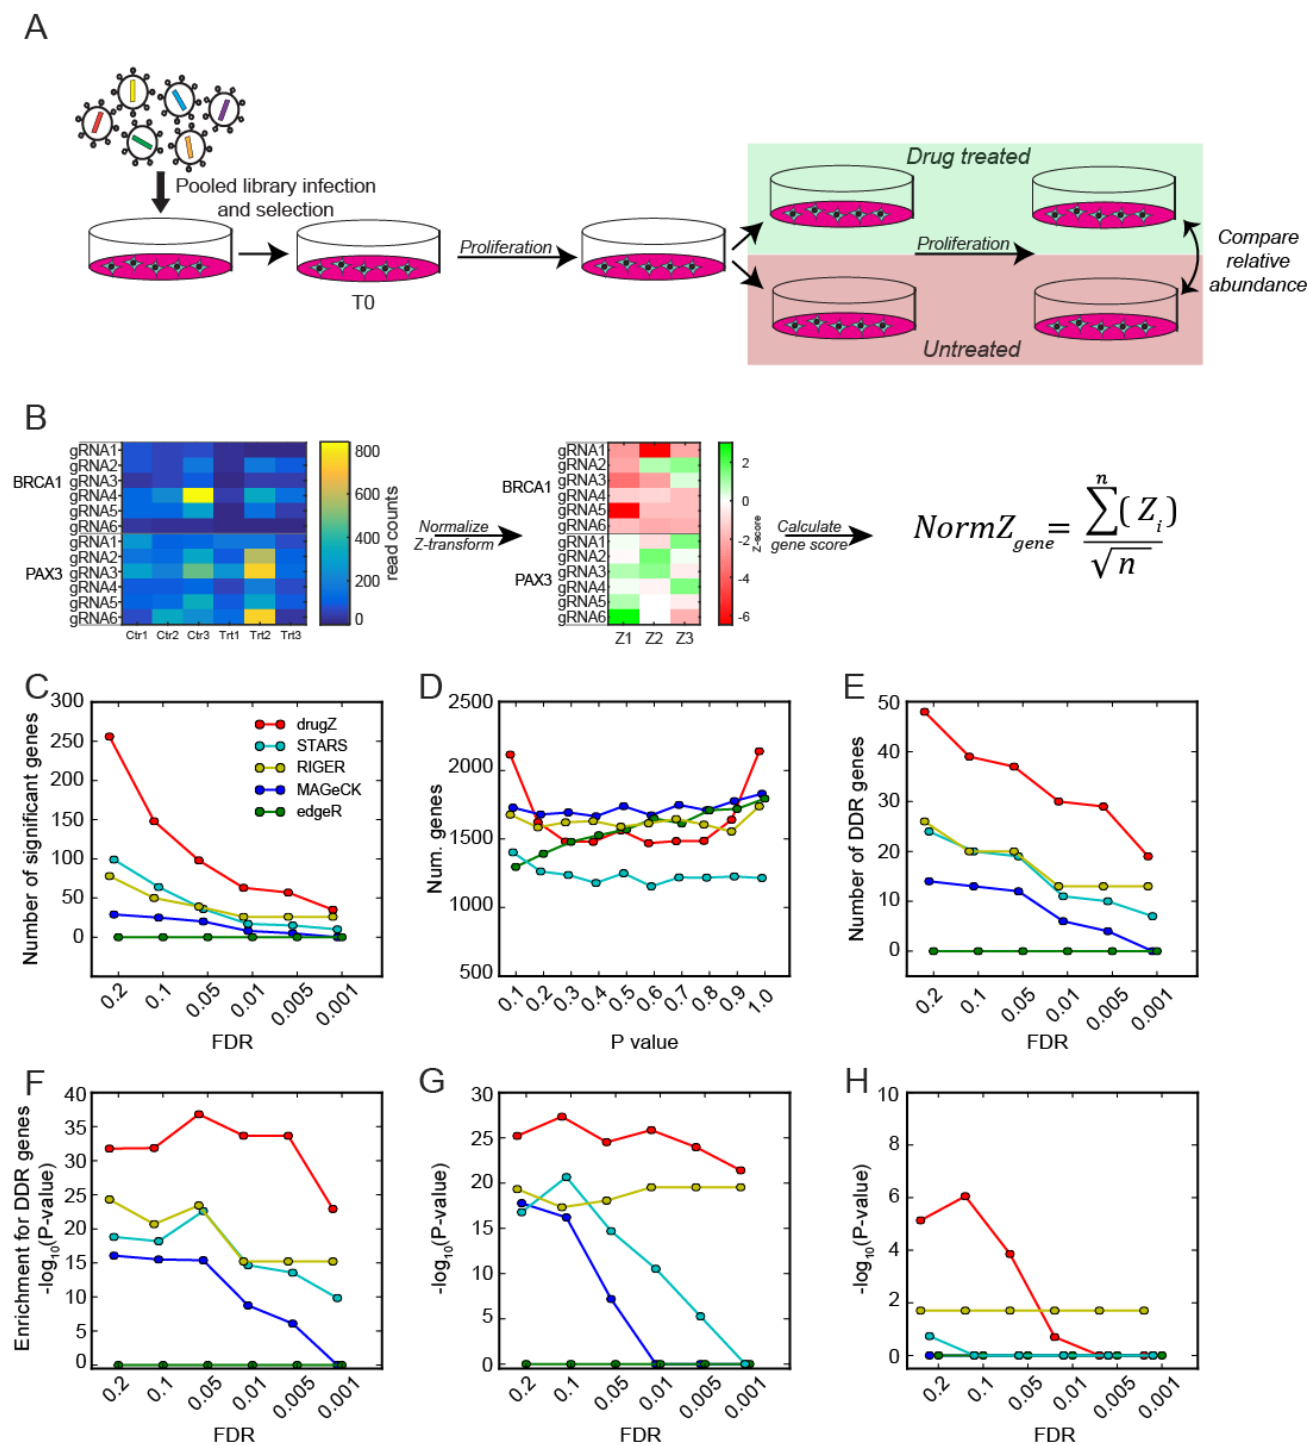 A
Pooled library infection
and selection
T0
Proliferation
Drug treated
Proliferation
Untreated
Compare
relative
abundance
B
BRCA1
PAX3
gRNA1
gRNA2
gRNA3
gRNA4
gRNA5
gRNA6
gRNA1
gRNA2
gRNA3
gRNA4
gRNA5
gRNA6
Ctr1 Ctr2 Ctr3 Trt1 Trt2 Trt3
800
600
400
200
0
read counts
Normalize
Z-transform
BRCA1
PAX3
gRNA1
gRNA2
gRNA3
gRNA4
gRNA5
gRNA6
gRNA1
gRNA2
gRNA3
gRNA4
gRNA5
gRNA6
Z1 Z2 Z3
2
0
-2
-4
-6
Z-score
Calculate
gene score
NormZgene = ∑n(Zi) / √n
C
Number of significant genes
300
250
200
150
100
50
0
drugZ
STARS
RIGER
MAGeCK
edgeR
0.2 0.1 0.05 0.01 0.005 0.001
FDR
D
Num. genes
2500
2000
1500
1000
500
0.1 0.2 0.3 0.4 0.5 0.6 0.7 0.8 0.9 1.0
P value
E
Number of DDR genes
50
40
30
20
10
0
0.2 0.1 0.05 0.01 0.005 0.001
FDR
F
Enrichment for DDR genes
-log10(P-value)
40
35
30
25
20
15
10
5
0
0.2 0.1 0.05 0.01 0.005 0.001
FDR
G
-log10(P-value)
30
25
20
15
10
5
0
0.2 0.1 0.05 0.01 0.005 0.001
FDR
H
-log10(P-value)
10
8
6
4
2
0
0.2 0.1 0.05 0.01 0.005 0.001
FDR